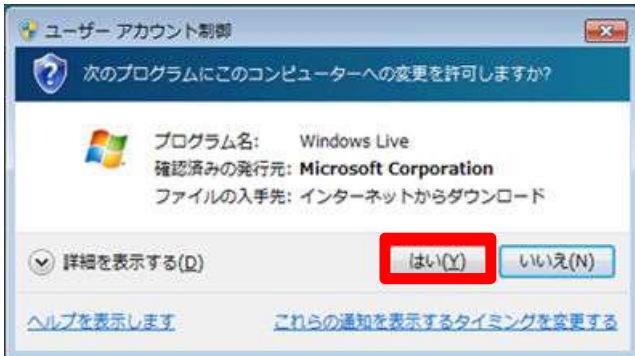 ユーザー アカウント制御
次のプログラムにこのコンピューターへの変更を許可しますか?
プログラム名: Windows Live
確認済みの発行元: Microsoft Corporation
ファイルの入手先: インターネットからダウンロード
詳細を表示する(D) はい(Y) いいえ(N)
ヘルプを表示します これらの通知を表示するタイミングを変更する